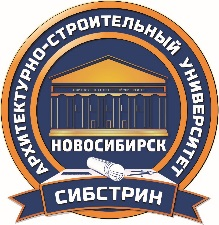 АРХИТЕКТУРНО-СТРОИТЕЛЬНЫЙ УНИВЕРСИТЕТ
НОВОСИБИРСК
СИБСТРИН